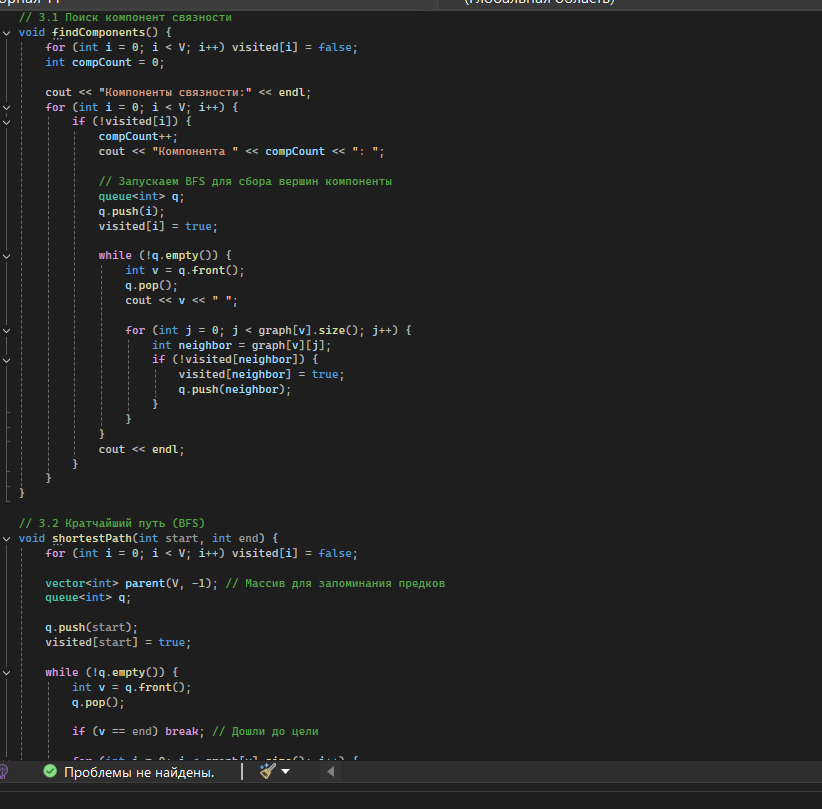 (Глобальная область)
// 3.1 Поиск компонент связности
void findComponents() {
for (int i = 0; i < V; i++) visited[i] = false;
int compCount = 0;
cout << "Компоненты связности:" << endl;
for (int i = 0; i < V; i++) {
if (!visited[i]) {
compCount++;
cout << "Компонента " << compCount << ": ";
// Запускаем BFS для сбора вершин компоненты
queue<int> q;
q.push(i);
visited[i] = true;
while (!q.empty()) {
int v = q.front();
q.pop();
cout << v << " ";
for (int j = 0; j < graph[v].size(); j++) {
int neighbor = graph[v][j];
if (!visited[neighbor]) {
visited[neighbor] = true;
q.push(neighbor);
}
}
}
cout << endl;
}
}
}
// 3.2 Кратчайший путь (BFS)
void shortestPath(int start, int end) {
for (int i = 0; i < V; i++) visited[i] = false;
vector<int> parent(V, -1); // Массив для запоминания предков
queue<int> q;
q.push(start);
visited[start] = true;
while (!q.empty()) {
int v = q.front();
q.pop();
if (v == end) break; // Дошли до цели
Проблемы не найдены.